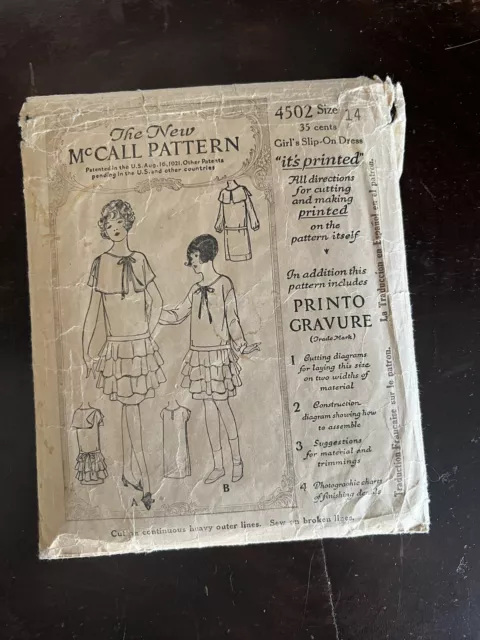 The New
McCALL PATTERN
Patented in the U.S. Aug. 16, 1921. Other Patents
pending in the U.S. and other countries
A
B
Cut on continuous heavy outer lines. Sew on broken lines.
4502 Size 14
35 cents
Girl's Slip-On Dress
"it's printed"
All directions
for cutting
and making
printed
on the
pattern itself
In addition this
pattern includes
PRINTO
GRAVURE
(Trade Mark)
1 Cutting diagrams
for laying this size
on two widths of
material
2 Construction
diagram showing how
to assemble
3 Suggestions
for material and
trimmings
4 Photographic charts
of finishing details
La Traduction en Español en el patron.
Traduction Française sur le patron.